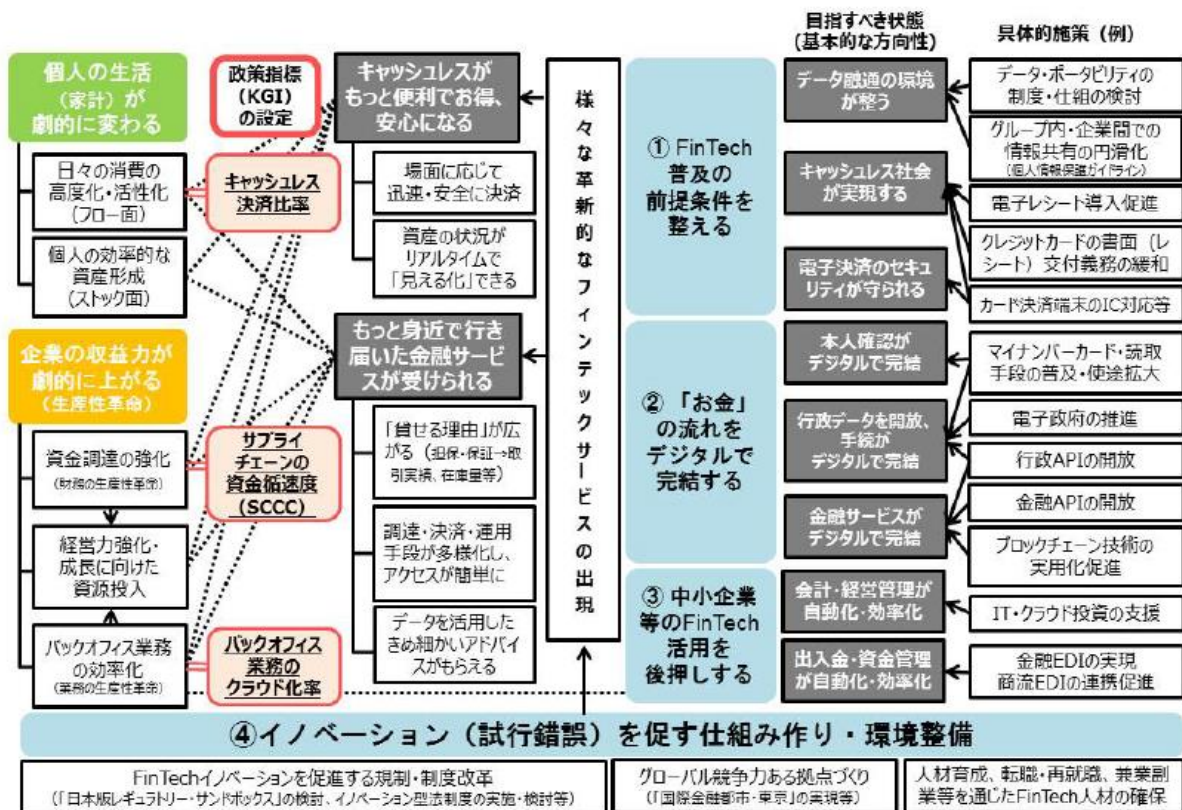 目指すべき状態
(基本的な方向性)
具体的施策（例）
個人の生活
（家計）が
劇的に変わる
政策指標
（KGI）
の設定
キャッシュレスが
もっと便利でお得、
安心になる
日々の消費の
高度化・活性化
(フロー面)
キャッシュレス
決済比率
場面に応じて
迅速・安全に決済
個人の効率的な
資産形成
(ストック面)
資産の状況が
リアルタイムで
「見える化」できる
企業の収益力が
劇的に上がる
（生産性革命）
もっと身近で行き
届いた金融サービ
スが受けられる
資金調達の強化
（財務の生産性革命）
サプライ
チェーンの
資金循速度
（SCCC）
「貸せる理由」が広
がる（担保・保証→取
引実績、在庫量等）
経営力強化・
成長に向けた
資源投入
調達・決済・運用
手段が多様化し、
アクセスが簡単に
バックオフィス業務
の効率化
（業務の生産性革命）
バックオフィス
業務の
クラウド化率
データを活用した
きめ細かいアドバイ
スがもらえる
様々な革新的なフィンテックサービスの出現
① FinTech
普及の
前提条件を
整える
データ融通の環境
が整う
キャッシュレス社会
が実現する
電子決済のセキュ
リティが守られる
データ・ポータビリティの
制度・仕組の検討
グループ内・企業間での
情報共有の円滑化
（個人情報保護ガイドライン）
電子レシート導入促進
クレジットカードの書面（レ
シート）交付義務の緩和
カード決済端末のIC対応等
② 「お金」
の流れを
デジタルで
完結する
本人確認が
デジタルで完結
行政データを開放、
手続が
デジタルで完結
金融サービスが
デジタルで完結
マイナンバーカード・読取
手段の普及・使途拡大
電子政府の推進
行政APIの開放
金融APIの開放
ブロックチェーン技術の
実用化促進
③ 中小企業
等のFinTech
活用を
後押しする
会計・経営管理が
自動化・効率化
出入金・資金管理
が自動化・効率化
IT・クラウド投資の支援
金融EDIの実現
商流EDIの連携促進
④イノベーション（試行錯誤）を促す仕組み作り・環境整備
FinTechイノベーションを促進する規制・制度改革
（「日本版レギュラトリー・サンドボックス」の検討、イノベーション型法制度の実施・検討等）
グローバル競争力ある拠点づくり
（「国際金融都市・東京」の実現等）
人材育成、転職・再就職、兼業副
業等を通じたFinTech人材の確保